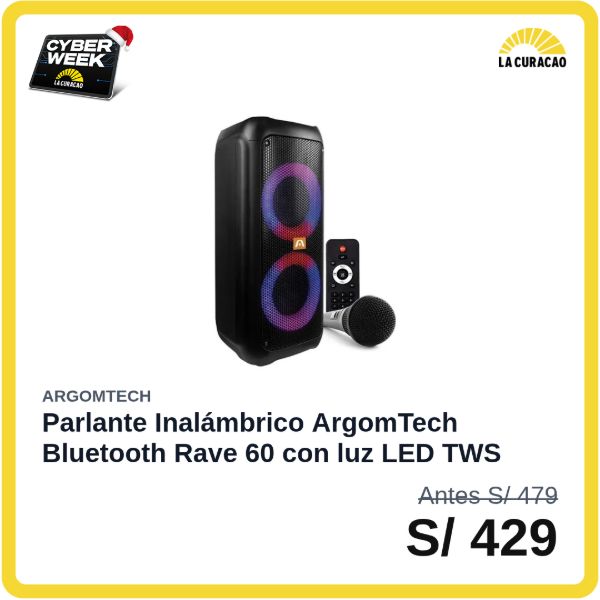 CYBER
WEEK
LA CURACAO
LA CURACAO
ARGOMTECH
Parlante Inalámbrico ArgomTech
Bluetooth Rave 60 con luz LED TWS
Antes S/ 479
S/ 429